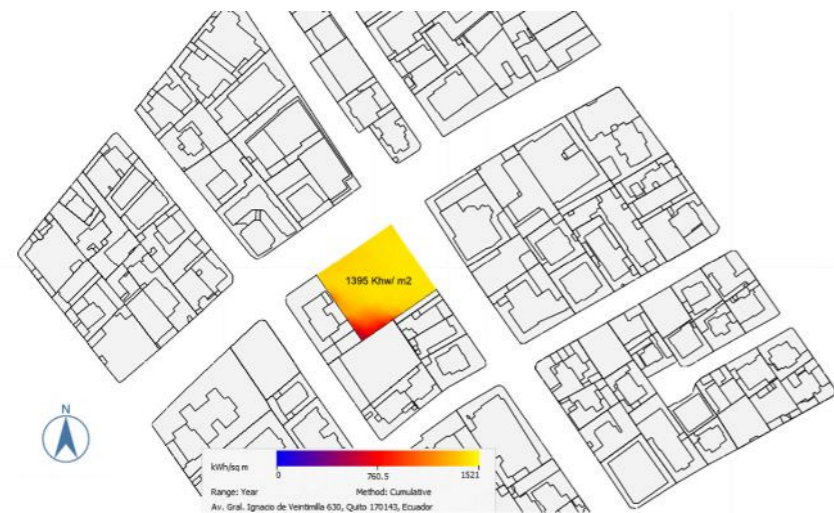 1395 Khw/ m2
N
kWh/sq m
0
760.5
1521
Range: Year
Method: Cumulative
Av. Gral. Ignacio de Veintimilla 630, Quito 170143, Ecuador